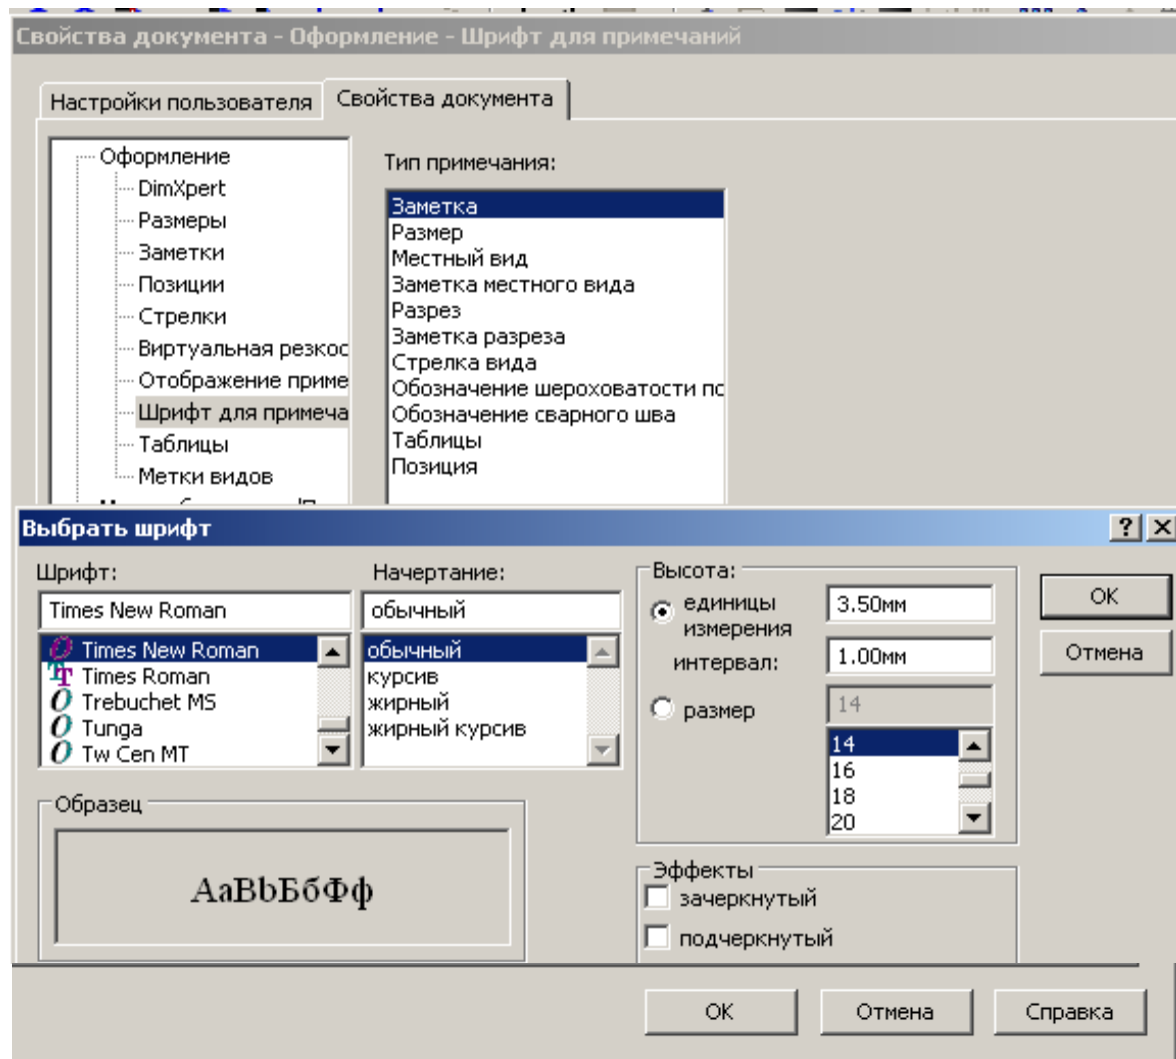 Свойства документа - Оформление - Шрифт для примечаний
Настройки пользователя
Свойства документа
Оформление
DimXpert
Размеры
Заметки
Позиции
Стрелки
Виртуальная резкос
Отображение приме
Шрифт для примеча
Таблицы
Метки видов
Тип примечания:
Заметка
Размер
Местный вид
Заметка местного вида
Разрез
Заметка разреза
Стрелка вида
Обозначение шероховатости по
Обозначение сварного шва
Таблицы
Позиция
Выбрать шрифт
Шрифт:
Times New Roman
Times New Roman
Times Roman
Trebuchet MS
Tunga
Tw Cen MT
Начертание:
обычный
обычный
курсив
жирный
жирный курсив
Высота:
единицы
измерения
3.50мм
интервал:
1.00мм
размер
14
14
16
18
20
ОК
Отмена
Образец
АаВbБбФф
Эффекты
зачеркнутый
подчеркнутый
ОК
Отмена
Справка